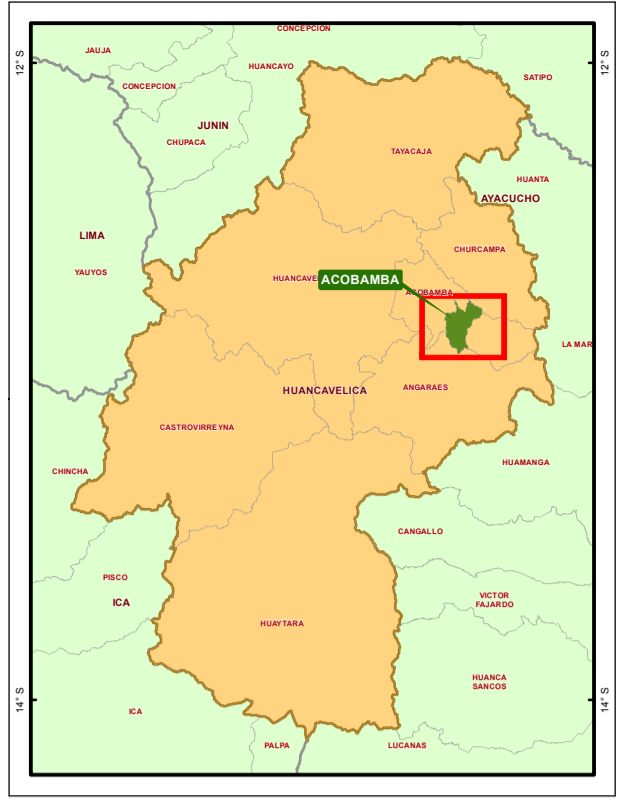 CONCEPCION
JAUJA
12° S
12° S
HUANCAYO
SATIPO
CONCEPCION
JUNIN
CHUPACA
TAYACAJA
HUANTA
AYACUCHO
LIMA
CHURCAMPA
YAUYOS
HUANCAVE
ACOBAMBA
ACOBAMBA
LA MAR
HUANCAVELICA
ANGARAES
CASTROVIRREYNA
CHINCHA
HUAMANGA
CANGALLO
PISCO
ICA
VICTOR
FAJARDO
HUAYTARA
HUANCA
SANCOS
14° S
14° S
ICA
PALPA
LUCANAS